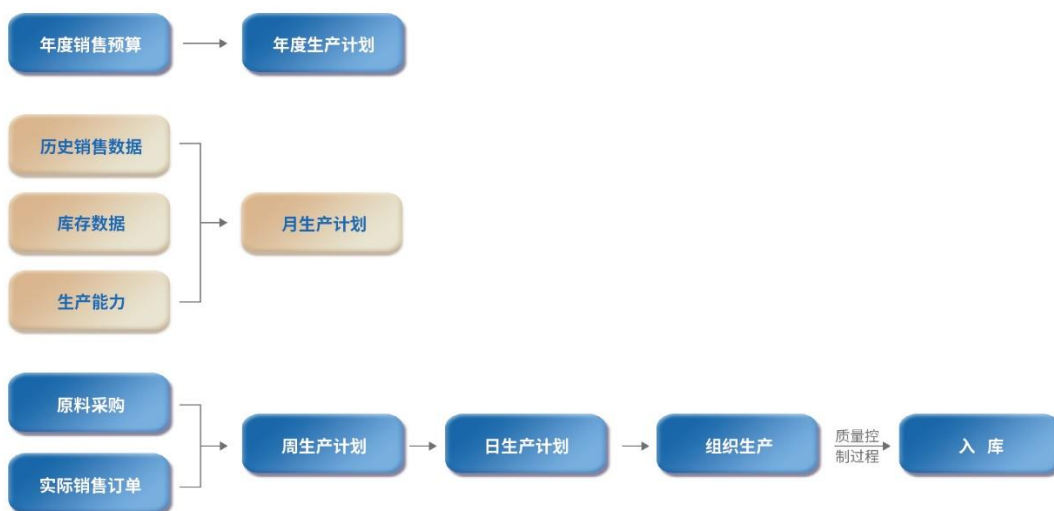 年度销售预算
年度生产计划
历史销售数据
库存数据
月生产计划
生产能力
原料采购
实际销售订单
周生产计划
日生产计划
组织生产
质量控
制过程
入 库